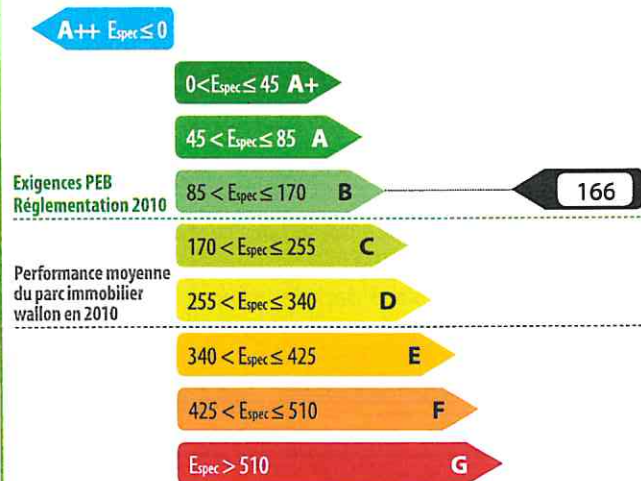 A++ Espec ≤ 0
0<Espec ≤ 45 A+
45 < Espec ≤ 85 A
Exigences PEB
Réglementation 2010
85 < Espec ≤ 170 B
166
170 < Espec ≤ 255 C
Performance moyenne
du parc immobilier
wallon en 2010
255 < Espec ≤ 340 D
340 < Espec ≤ 425 E
425 < Espec ≤ 510 F
Espec > 510 G